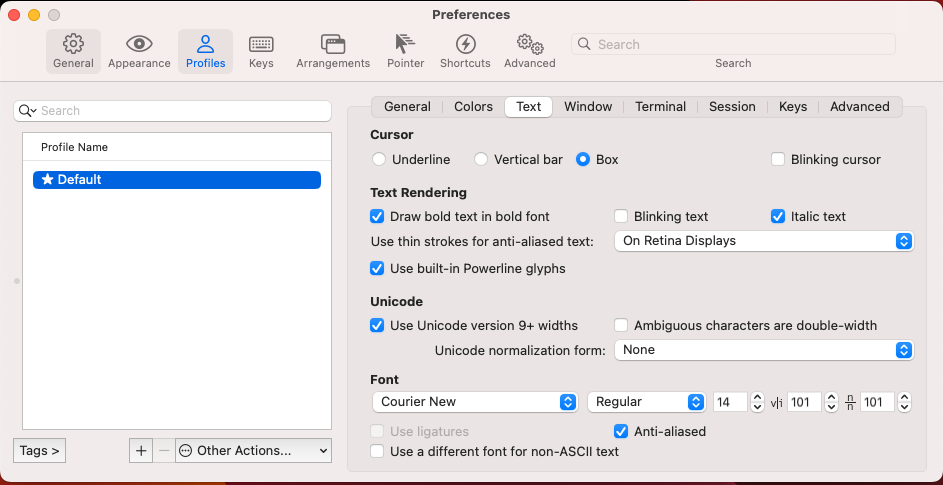 Preferences
General
Appearance
Profiles
Keys
Arrangements
Pointer
Shortcuts
Advanced
Search
Search
Search
Profile Name
Default
Tags >
+ − Other Actions...
General Colors Text Window Terminal Session Keys Advanced
Cursor
Underline Vertical bar Box Blinking cursor
Text Rendering
Draw bold text in bold font Blinking text Italic text
Use thin strokes for anti-aliased text: On Retina Displays
Use built-in Powerline glyphs
Unicode
Use Unicode version 9+ widths Ambiguous characters are double-width
Unicode normalization form: None
Font
Courier New Regular 14 v|i 101 n/n 101
Use ligatures Anti-aliased
Use a different font for non-ASCII text